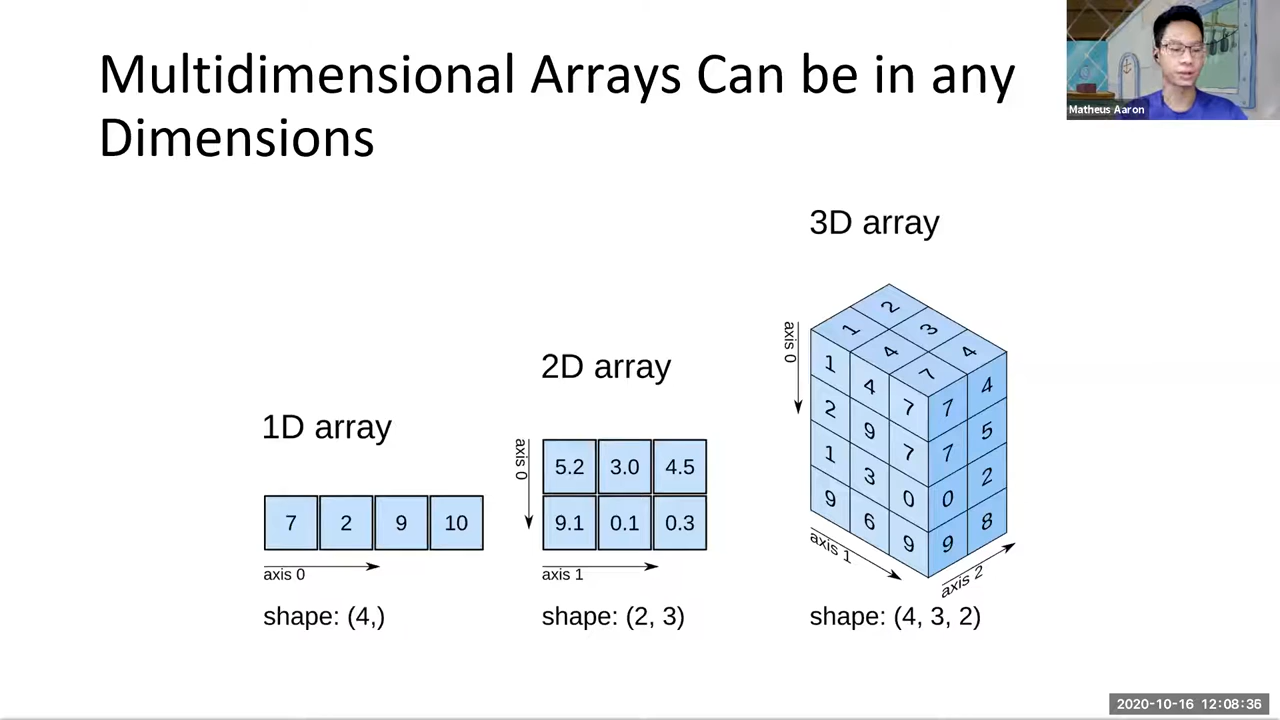 Multidimensional Arrays Can be in any
Dimensions
Matheus Aaron
1D array
7 2 9 10
axis 0
shape: (4,)
2D array
axis 0
5.2 3.0 4.5
9.1 0.1 0.3
axis 1
shape: (2, 3)
3D array
axis 0
2
1 3
4 4
7
1 4 7 7 4
2 9 7 7 5
1 3 0 0 2
9 6 9 9 8
axis 1
axis 2
shape: (4, 3, 2)
2020-10-16 12:08:36